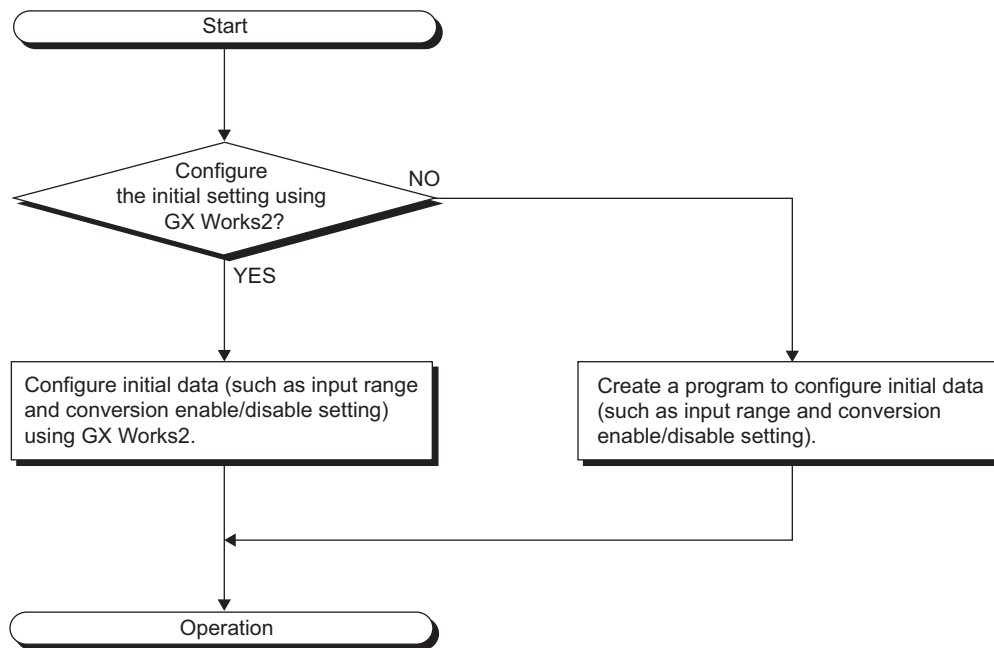 Start
Configure
the initial setting using
GX Works2?
NO
YES
Configure initial data (such as input range
and conversion enable/disable setting)
using GX Works2.
Create a program to configure initial data
(such as input range and conversion
enable/disable setting).
Operation